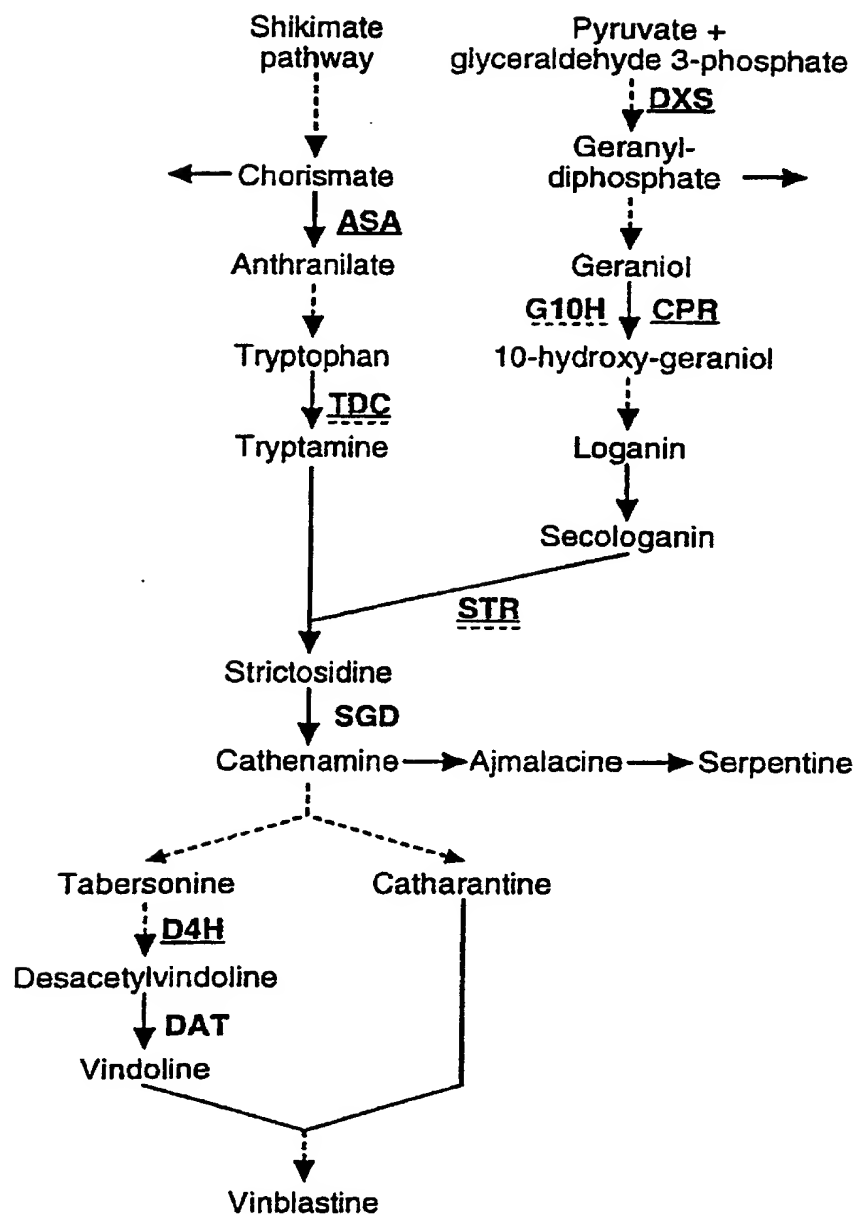 Shikimate
pathway
Pyruvate +
glyceraldehyde 3-phosphate
DXS
Chorismate
Geranyl-
diphosphate
ASA
Anthranilate
Geraniol
G10H
CPR
Tryptophan
10-hydroxy-geraniol
TDC
Tryptamine
Loganin
Secologanin
STR
Strictosidine
SGD
Cathenamine
Ajmalacine
Serpentine
Tabersonine
Catharantine
D4H
Desacetylvindoline
DAT
Vindoline
Vinblastine